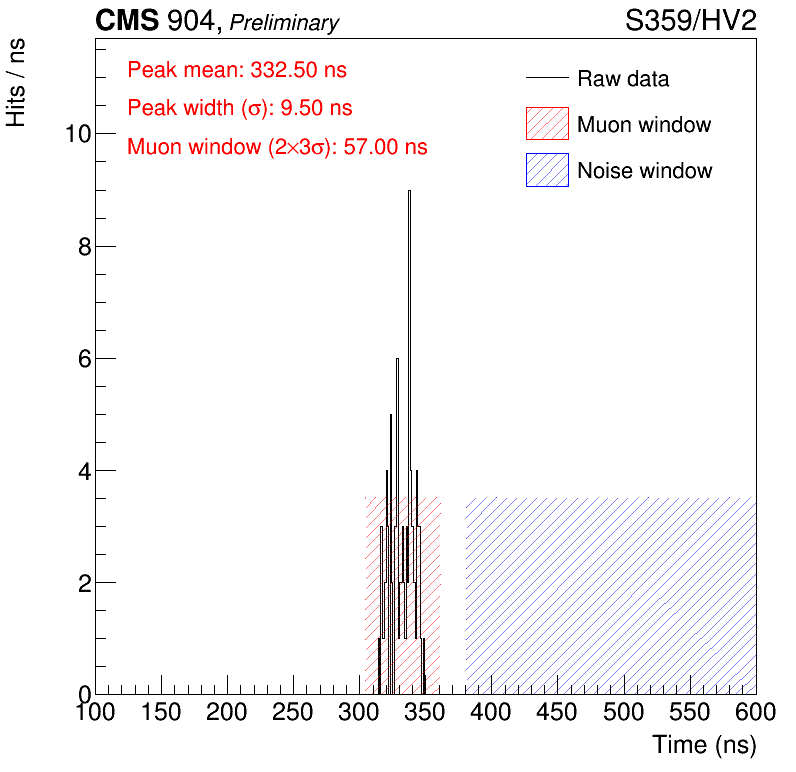 CMS 904, Preliminary
S359/HV2
Hits / ns
Peak mean: 332.50 ns
Peak width (σ): 9.50 ns
Muon window (2×3σ): 57.00 ns
Raw data
Muon window
Noise window
10
8
6
4
2
0
100 150 200 250 300 350 400 450 500 550 600
Time (ns)